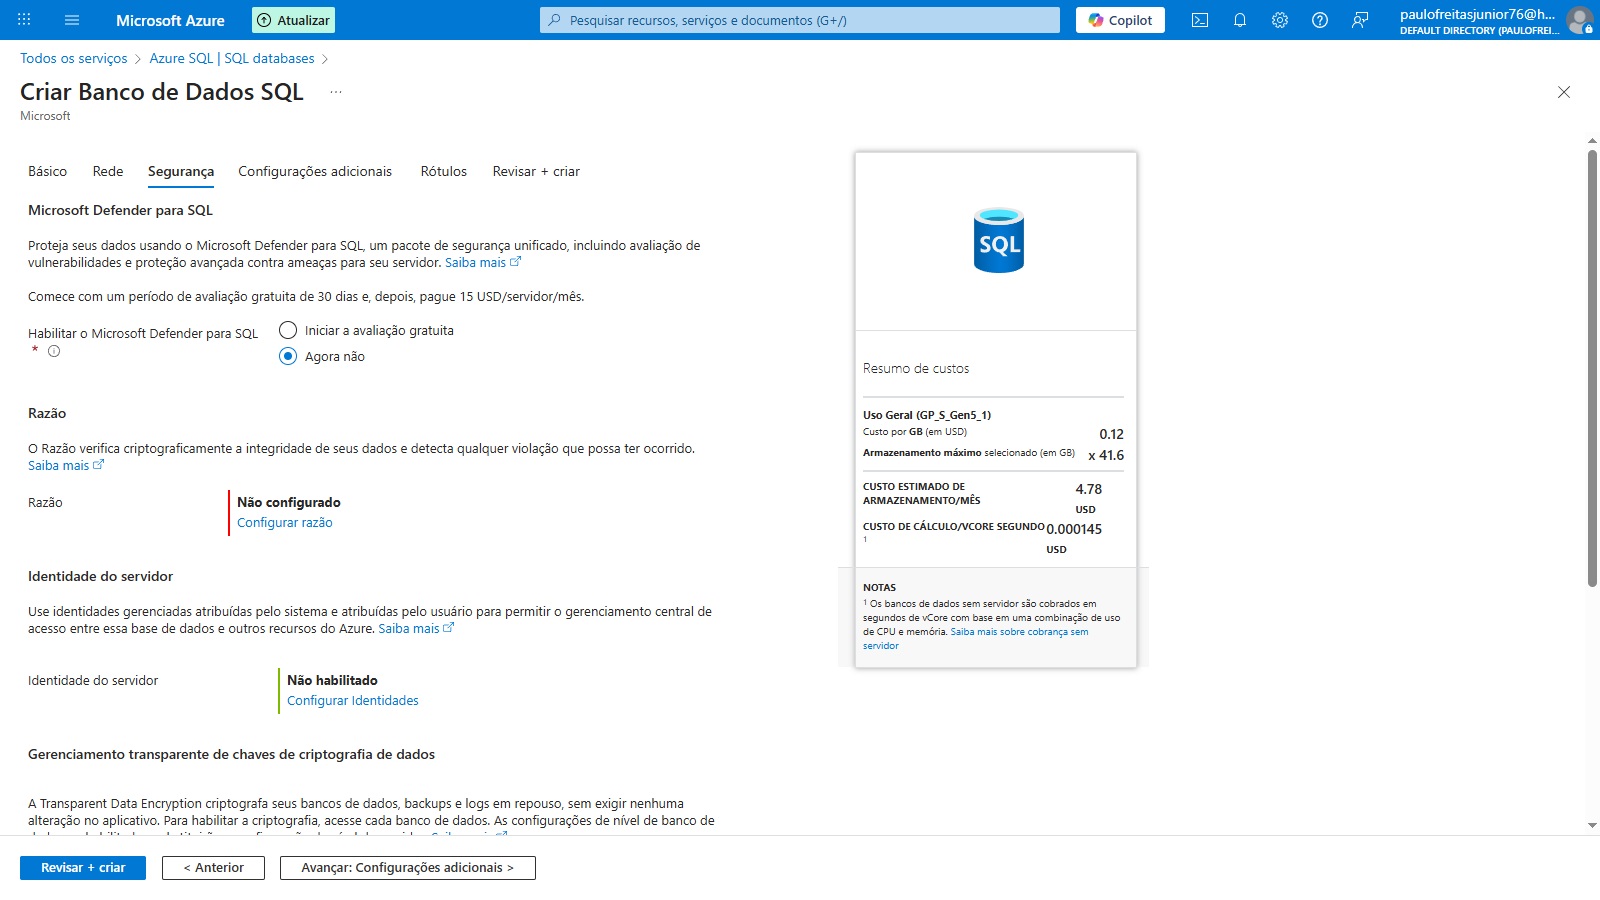 Microsoft Azure
Atualizar
Pesquisar recursos, serviços e documentos (G+/)
Copilot
paulofreitasjunior76@h...
DEFAULT DIRECTORY (PAULOFREI...
Todos os serviços
Azure SQL | SQL databases
Criar Banco de Dados SQL
...
Microsoft
Básico
Rede
Segurança
Configurações adicionais
Rótulos
Revisar + criar
Microsoft Defender para SQL
Proteja seus dados usando o Microsoft Defender para SQL, um pacote de segurança unificado, incluindo avaliação de
vulnerabilidades e proteção avançada contra ameaças para seu servidor. Saiba mais
Comece com um período de avaliação gratuita de 30 dias e, depois, pague 15 USD/servidor/mês.
Habilitar o Microsoft Defender para SQL
*
Iniciar a avaliação gratuita
Agora não
Razão
O Razão verifica criptograficamente a integridade de seus dados e detecta qualquer violação que possa ter ocorrido.
Saiba mais
Razão
Não configurado
Configurar razão
Identidade do servidor
Use identidades gerenciadas atribuídas pelo sistema e atribuídas pelo usuário para permitir o gerenciamento central de
acesso entre essa base de dados e outros recursos do Azure. Saiba mais
Identidade do servidor
Não habilitado
Configurar Identidades
Gerenciamento transparente de chaves de criptografia de dados
A Transparent Data Encryption criptografa seus bancos de dados, backups e logs em repouso, sem exigir nenhuma
alteração no aplicativo. Para habilitar a criptografia, acesse cada banco de dados. As configurações de nível de banco de
SQL
Resumo de custos
Uso Geral (GP_S_Gen5_1)
Custo por GB (em USD)
0.12
Armazenamento máximo selecionado (em GB)
x 41.6
CUSTO ESTIMADO DE
ARMAZENAMENTO/MÊS
4.78
USD
CUSTO DE CÁLCULO/VCORE SEGUNDO
1
0.000145
USD
NOTAS
1 Os bancos de dados sem servidor são cobrados em
segundos de vCore com base em uma combinação de uso
de CPU e memória. Saiba mais sobre cobrança sem
servidor
Revisar + criar
< Anterior
Avançar: Configurações adicionais >